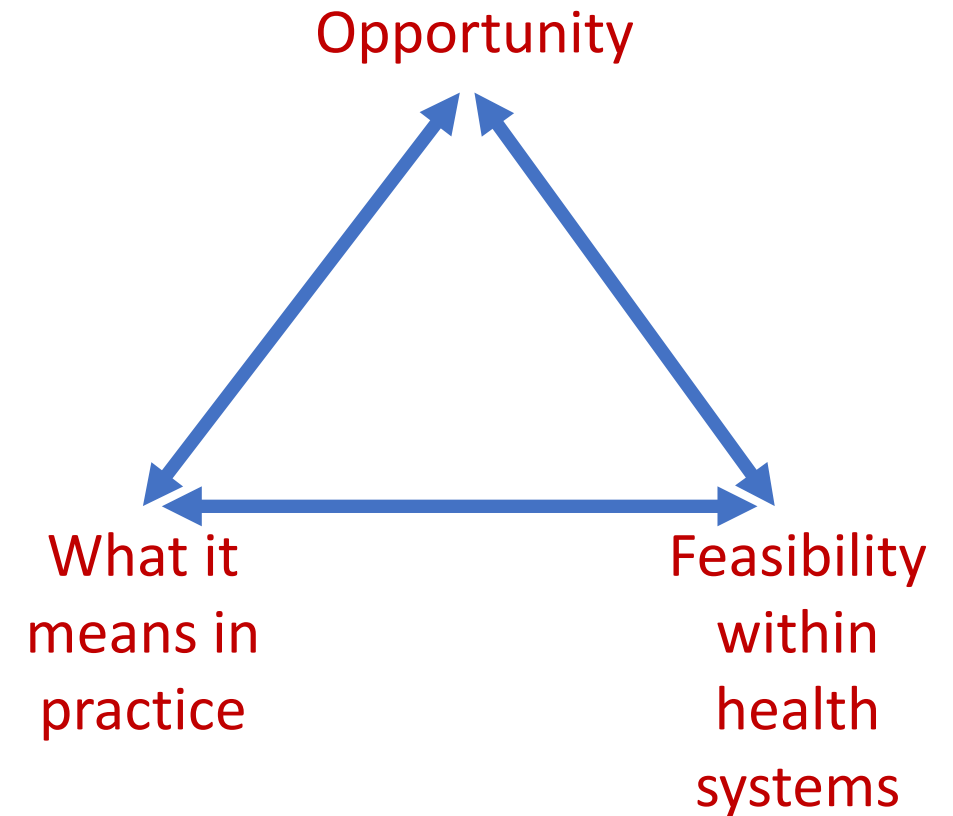 Opportunity
What it
means in
practice
Feasibility
within
health
systems